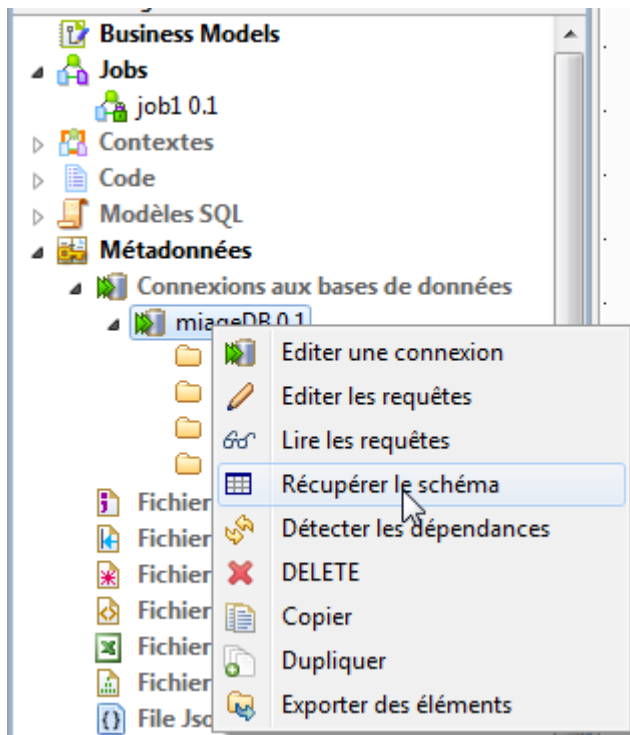 Business Models
Jobs
job1 0.1
Contextes
Code
Modèles SQL
Métadonnées
Connexions aux bases de données
miageDB 0.1
Editer une connexion
Editer les requêtes
Lire les requêtes
Récupérer le schéma
Fichier
Détecter les dépendances
Fichier
DELETE
Fichier
Fichier
Copier
Fichier
Dupliquer
Fichier
Exporter des éléments
File Jso